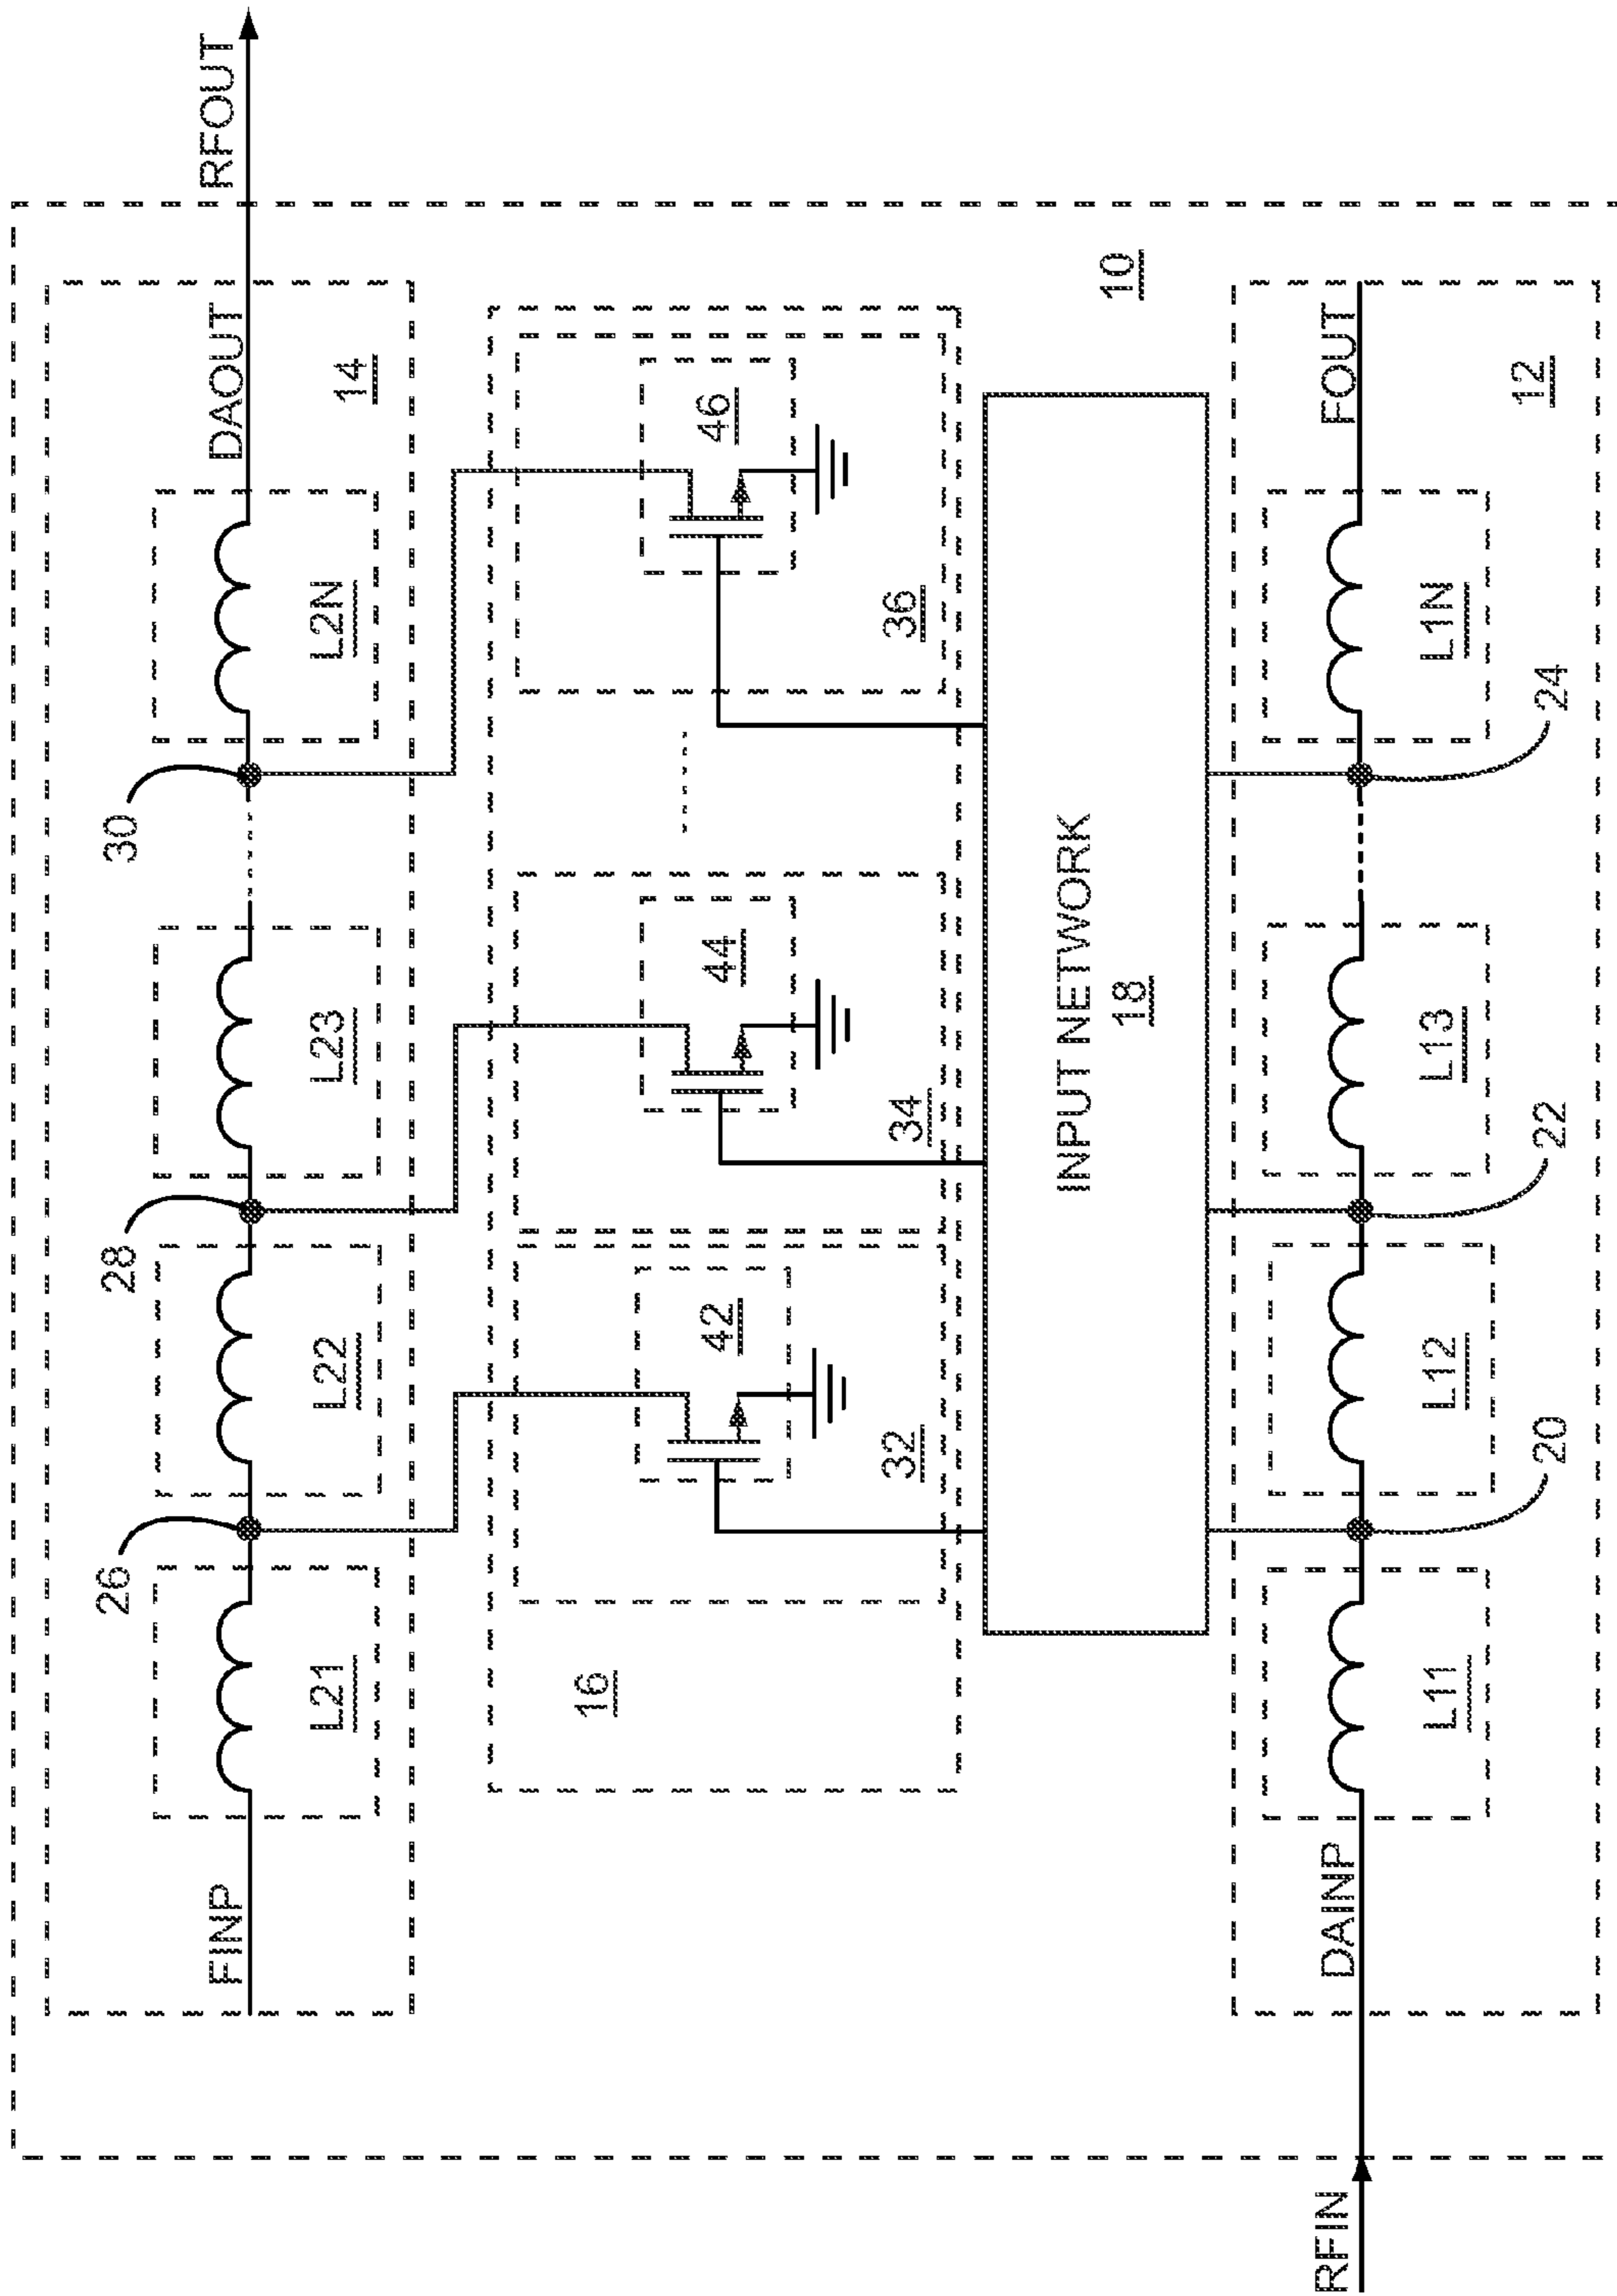 RFOUT
FINP
26
28
30
DAOUT
L21
L22
L23
L2N
14
16
42
44
46
32
34
36
INPUT NETWORK
18
10
RFIN
DAINP
FOUT
L11
L12
L13
L1N
12
20
22
24